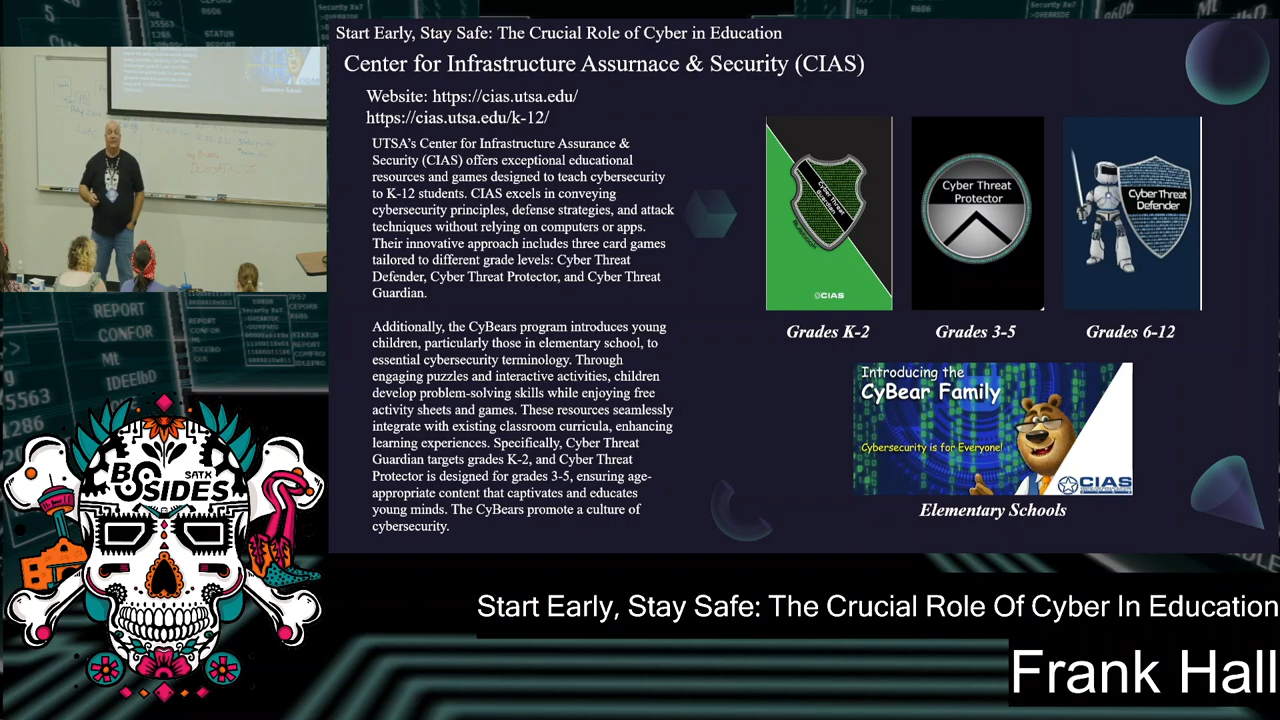 Start Early, Stay Safe: The Crucial Role of Cyber in Education
Center for Infrastructure Assurnace & Security (CIAS)
Website: https://cias.utsa.edu/
https://cias.utsa.edu/k-12/
UTSA's Center for Infrastructure Assurance &
Security (CIAS) offers exceptional educational
resources and games designed to teach cybersecurity
to K-12 students. CIAS excels in conveying
cybersecurity principles, defense strategies, and attack
techniques without relying on computers or apps.
Their innovative approach includes three card games
tailored to different grade levels: Cyber Threat
Defender, Cyber Threat Protector, and Cyber Threat
Guardian.
Additionally, the CyBears program introduces young
children, particularly those in elementary school, to
essential cybersecurity terminology. Through
engaging puzzles and interactive activities, children
develop problem-solving skills while enjoying free
activity sheets and games. These resources seamlessly
integrate with existing classroom curricula, enhancing
learning experiences. Specifically, Cyber Threat
Guardian targets grades K-2, and Cyber Threat
Protector is designed for grades 3-5, ensuring age-
appropriate content that captivates and educates
young minds. The CyBears promote a culture of
cybersecurity.
Cyber Threat
Guardian
CIAS
Grades K-2
Cyber Threat
Protector
Grades 3-5
Cyber Threat
Defender
Grades 6-12
Introducing the
CyBear Family
Cybersecurity is for Everyone!
CIAS
Elementary Schools
Elementary Schools
REPORT
CONFOR
Mt
IDEEIbD
5563
1286
BSIDES
SATX
Start Early, Stay Safe: The Crucial Role Of Cyber In Education
Frank Hall